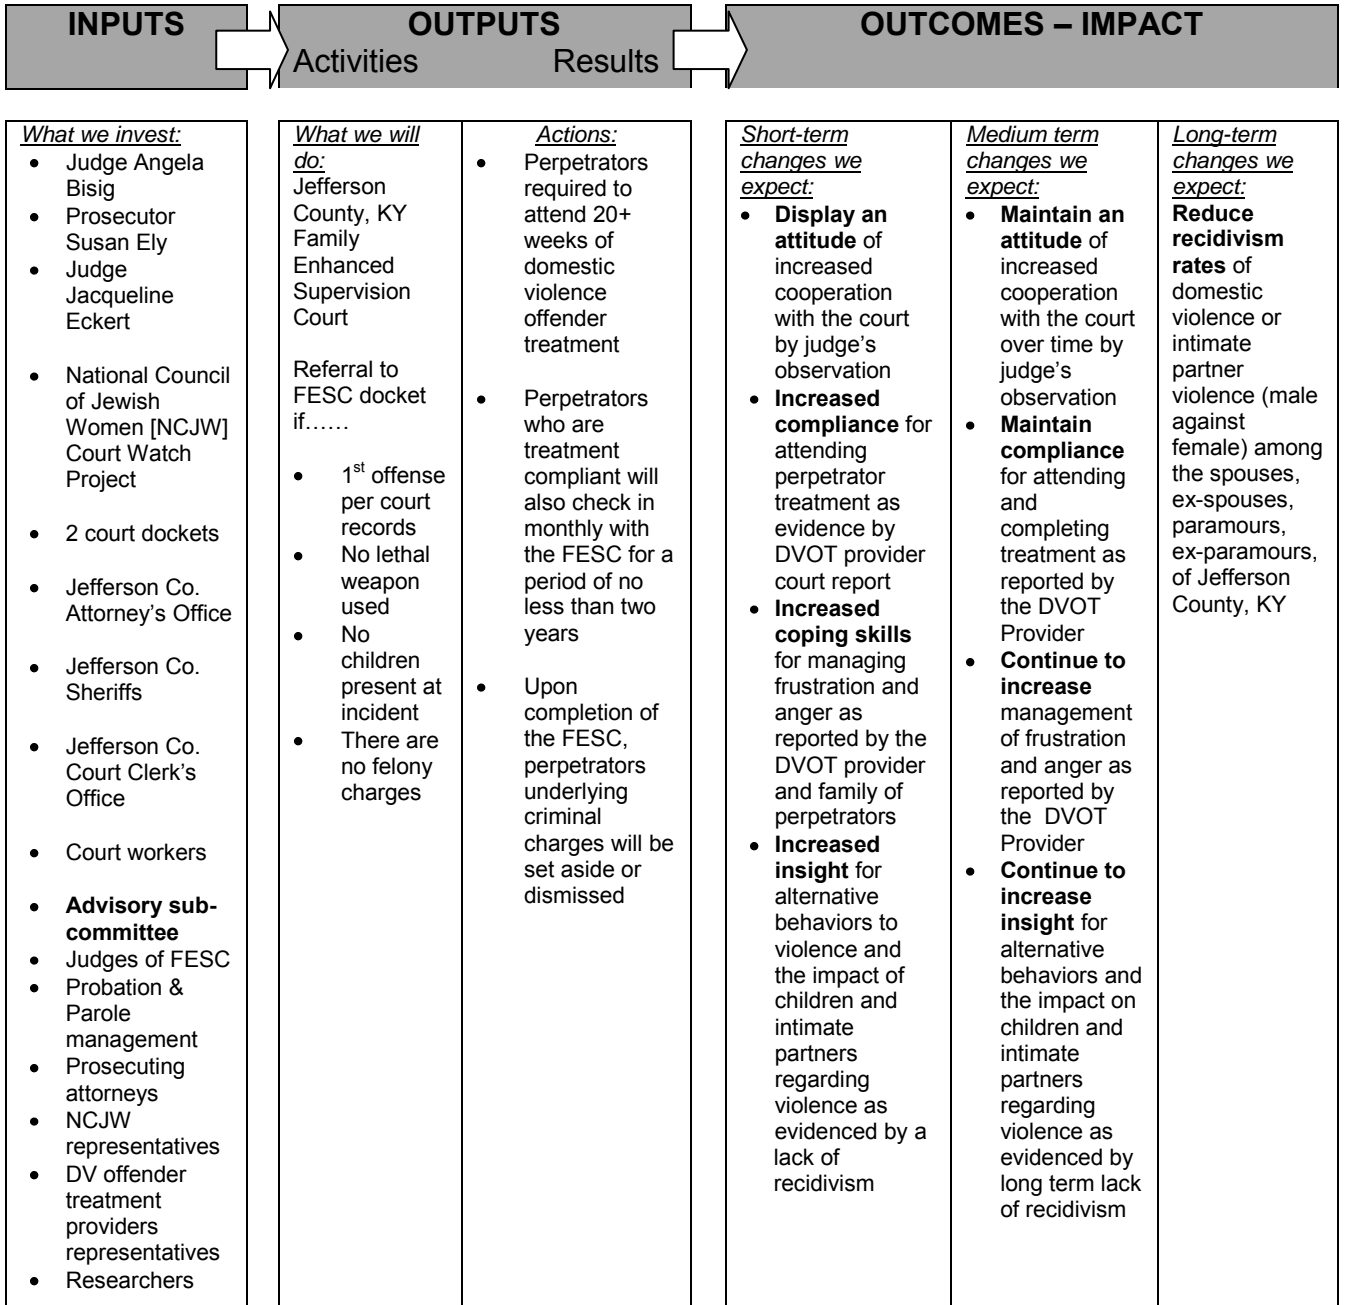 INPUTS
OUTPUTS
Activities Results
OUTCOMES – IMPACT
What we invest:
• Judge Angela
Bisig
• Prosecutor
Susan Ely
• Judge
Jacqueline
Eckert
• National Council
of Jewish
Women [NCJW]
Court Watch
Project
• 2 court dockets
• Jefferson Co.
Attorney’s Office
• Jefferson Co.
Sheriffs
• Jefferson Co.
Court Clerk’s
Office
• Court workers
• Advisory sub-
committee
• Judges of FESC
• Probation &
Parole
management
• Prosecuting
attorneys
• NCJW
representatives
• DV offender
treatment
providers
representatives
• Researchers
What we will
do:
Jefferson
County, KY
Family
Enhanced
Supervision
Court
Referral to
FESC docket
if……
• 1st offense
per court
records
• No lethal
weapon
used
• No
children
present at
incident
• There are
no felony
charges
Actions:
• Perpetrators
required to
attend 20+
weeks of
domestic
violence
offender
treatment
• Perpetrators
who are
treatment
compliant will
also check in
monthly with
the FESC for a
period of no
less than two
years
• Upon
completion of
the FESC,
perpetrators
underlying
criminal
charges will be
set aside or
dismissed
Short-term
changes we
expect:
• Display an
attitude of
increased
cooperation
with the court
by judge’s
observation
• Increased
compliance for
attending
perpetrator
treatment as
evidence by
DVOT provider
court report
• Increased
coping skills
for managing
frustration and
anger as
reported by the
DVOT provider
and family of
perpetrators
• Increased
insight for
alternative
behaviors to
violence and
the impact of
children and
intimate
partners
regarding
violence as
evidenced by a
lack of
recidivism
Medium term
changes we
expect:
• Maintain an
attitude of
increased
cooperation
with the court
over time by
judge’s
observation
• Maintain
compliance
for attending
and
completing
treatment as
reported by
the DVOT
Provider
• Continue to
increase
management
of frustration
and anger as
reported by
the DVOT
Provider
• Continue to
increase
insight for
alternative
behaviors and
the impact on
children and
intimate
partners
regarding
violence as
evidenced by
long term lack
of recidivism
Long-term
changes we
expect:
Reduce
recidivism
rates of
domestic
violence or
intimate
partner
violence (male
against
female) among
the spouses,
ex-spouses,
paramours,
ex-paramours,
of Jefferson
County, KY